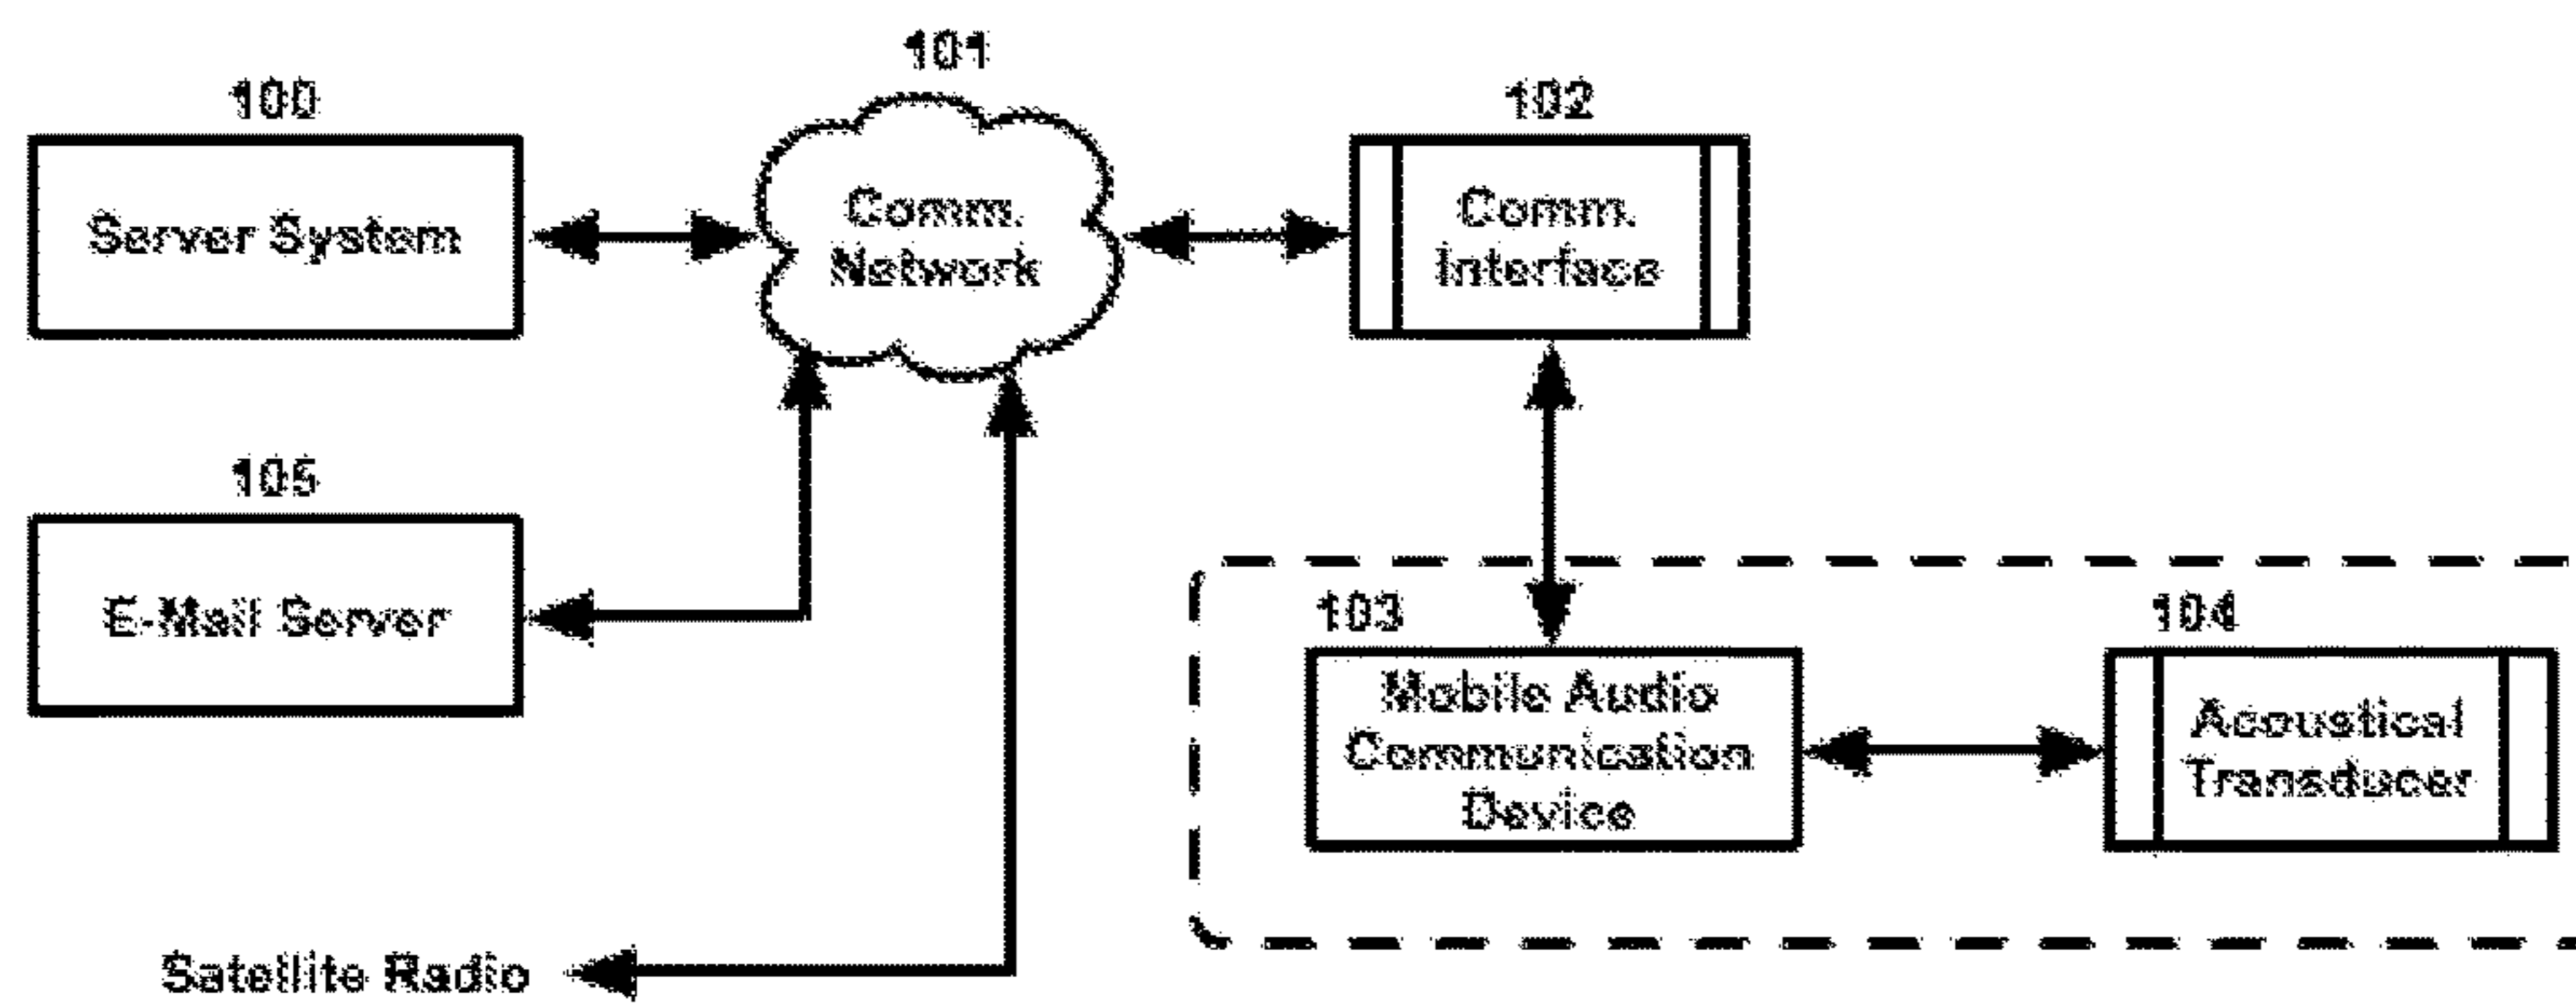 101
100
102
Server System
Comm.
Network
Comm.
Interface
105
E-Mail Server
103
104
Mobile Audio
Communication
Device
Acoustical
Transducer
Satellite Radio